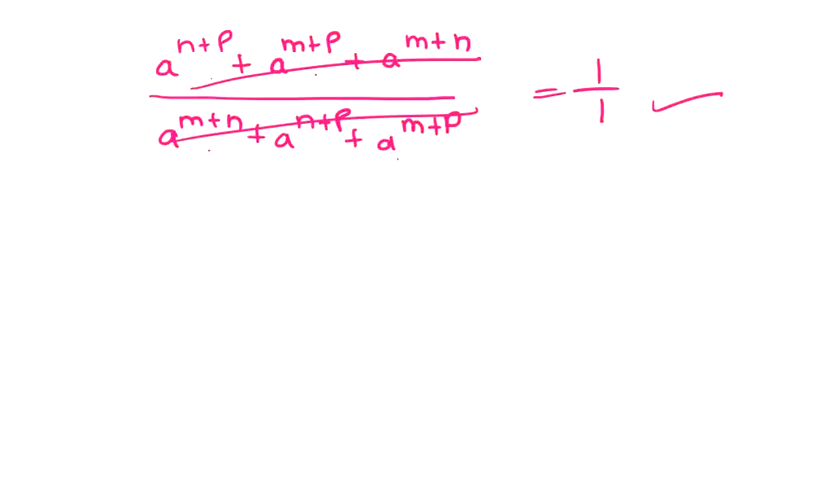 a^{n+p} + a^{m+p} + a^{m+n}
a^{m+n} + a^{n+p} + a^{m+p}
= 1/1 ✓